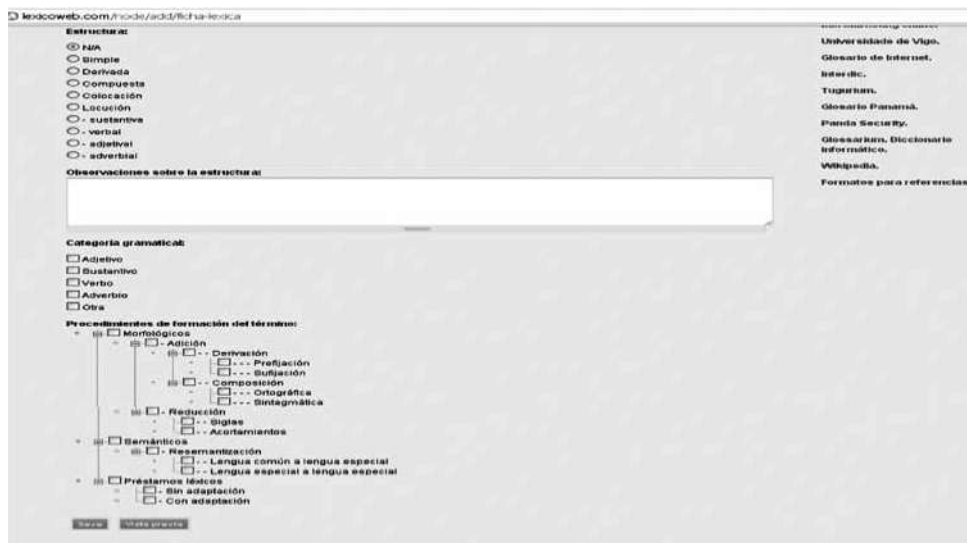 lexicoweb.com/node/add/ficha-lexica
Estructura:
N/A
Simple
Derivada
Compuesta
Colocación
Locución
- sustantiva
- verbal
- adjetival
- adverbial
Observaciones sobre la estructura:
Categoría gramatical:
Adjetivo
Sustantivo
Verbo
Adverbio
Otra
Procedimientos de formación del término:
Morfológicos
- Adición
- - Derivación
- - - Prefijación
- - - Sufijación
- - Composición
- - - Ortográfica
- - - Sintagmática
- Reducción
- - Siglas
- - Acortamientos
Semánticos
- Resemantización
- - Lengua común a lengua especial
- - Lengua especial a lengua especial
Préstamos léxicos
- Sin adaptación
- Con adaptación
Save
Vista previa
Universidade de Vigo.
Glosario de Internet.
Interdic.
Tugurium.
Glosario Panamá.
Panda Security.
Glossarium. Diccionario
informático.
Wikipedia.
Formatos para referencias